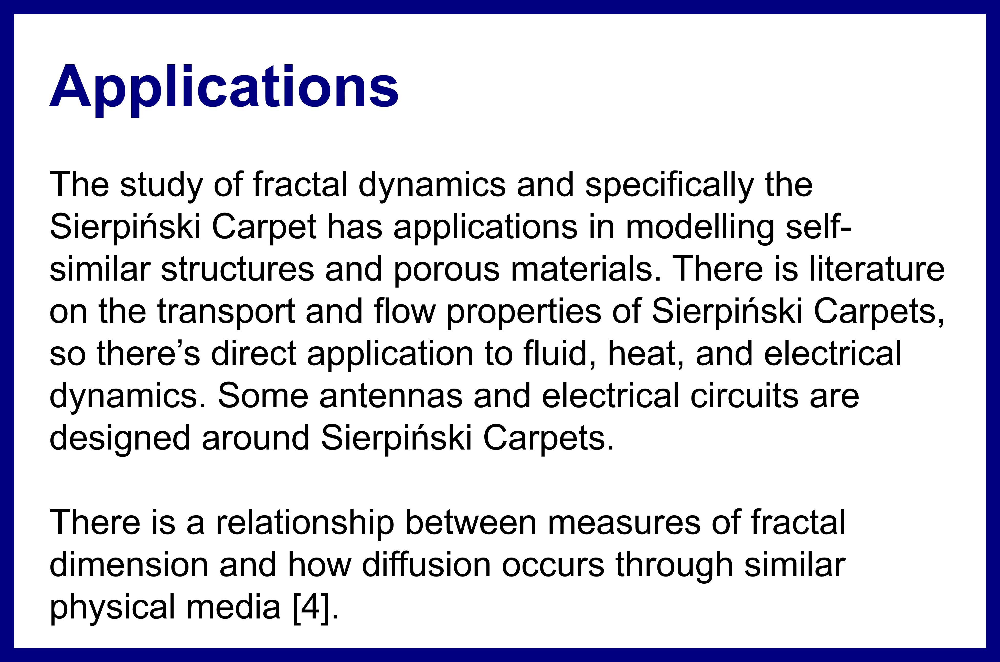 Applications
The study of fractal dynamics and specifically the
Sierpiński Carpet has applications in modelling self-
similar structures and porous materials. There is literature
on the transport and flow properties of Sierpiński Carpets,
so there’s direct application to fluid, heat, and electrical
dynamics. Some antennas and electrical circuits are
designed around Sierpiński Carpets.
There is a relationship between measures of fractal
dimension and how diffusion occurs through similar
physical media [4].